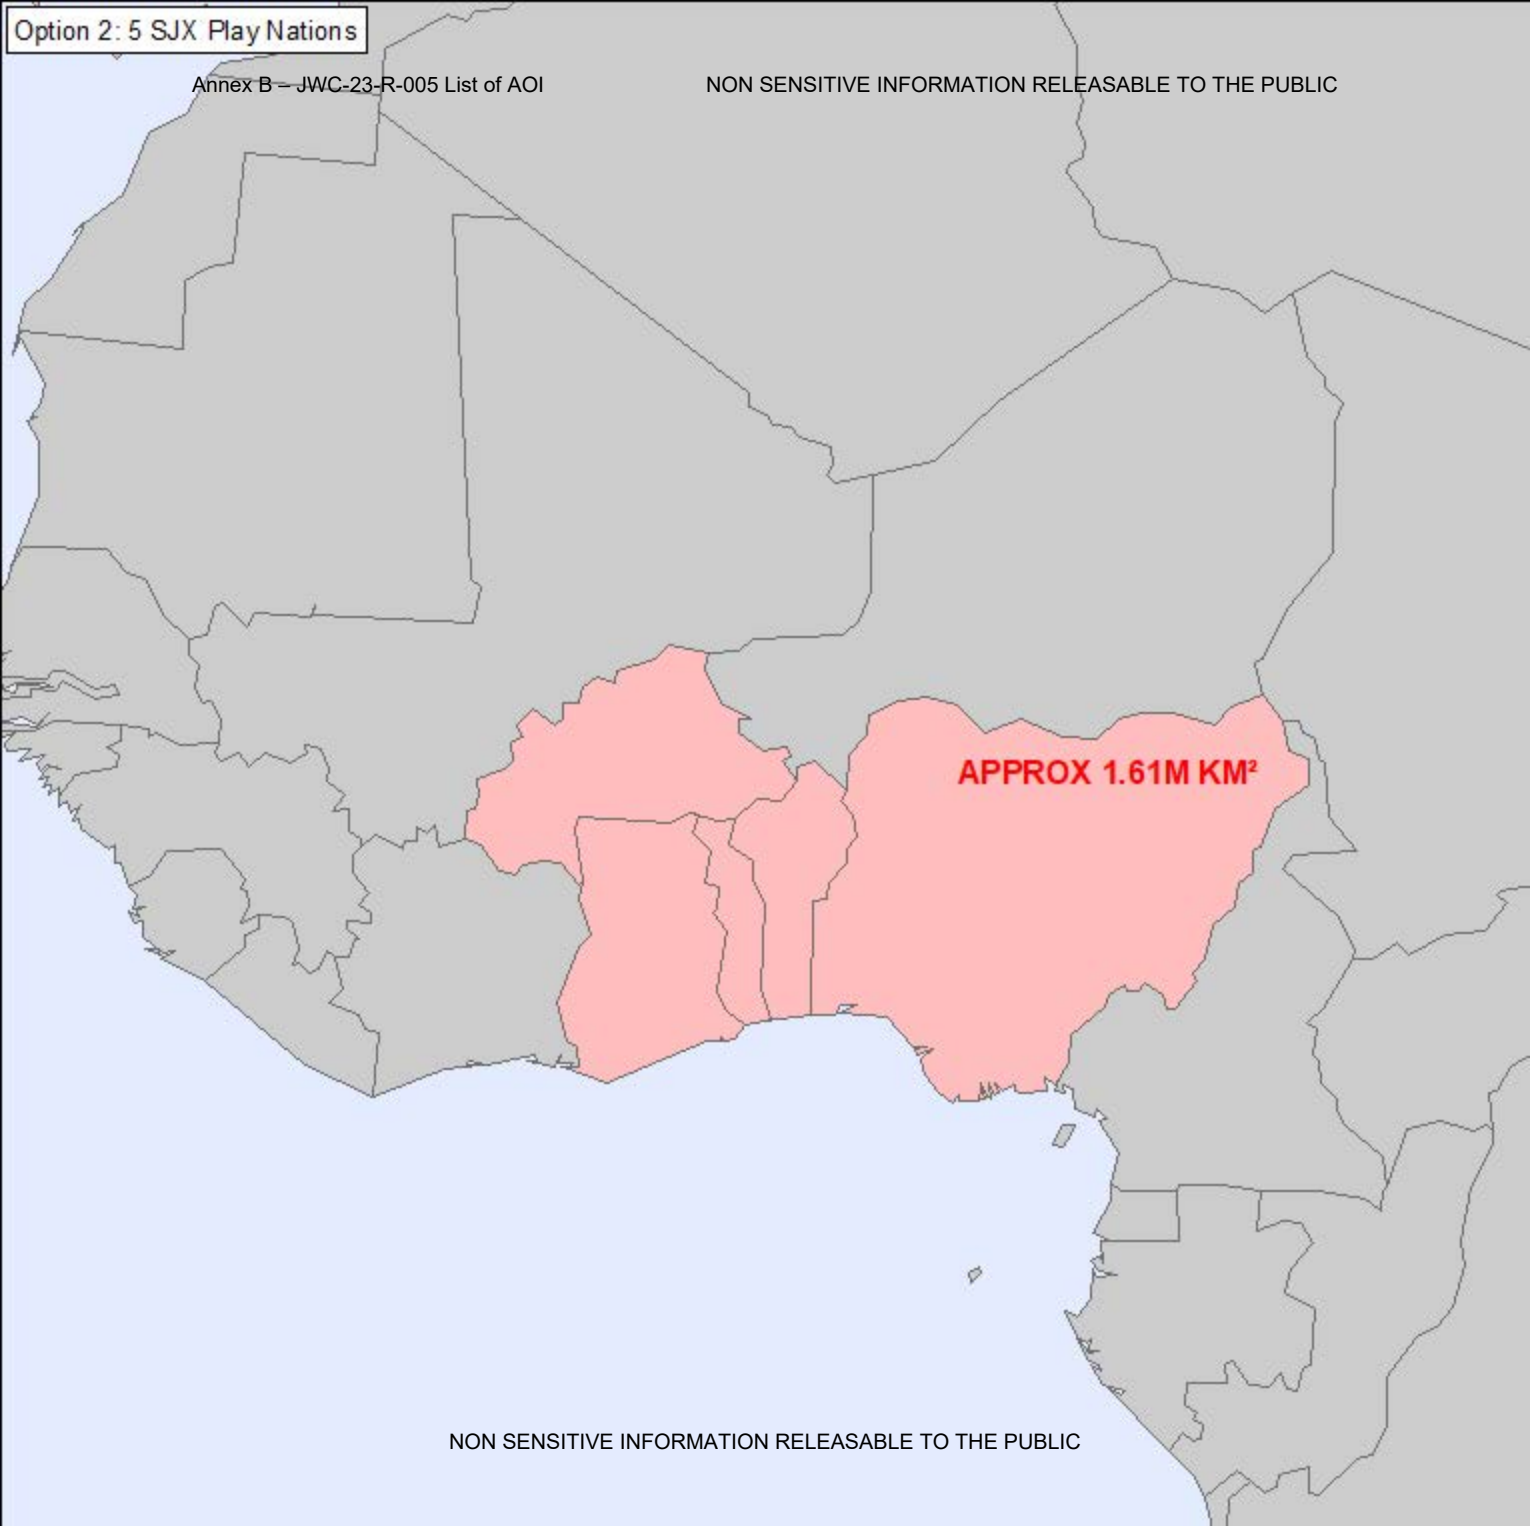 Option 2: 5 SJX Play Nations
Annex B – JWC-23-R-005 List of AOI NON SENSITIVE INFORMATION RELEASABLE TO THE PUBLIC
APPROX 1.61M KM²
NON SENSITIVE INFORMATION RELEASABLE TO THE PUBLIC